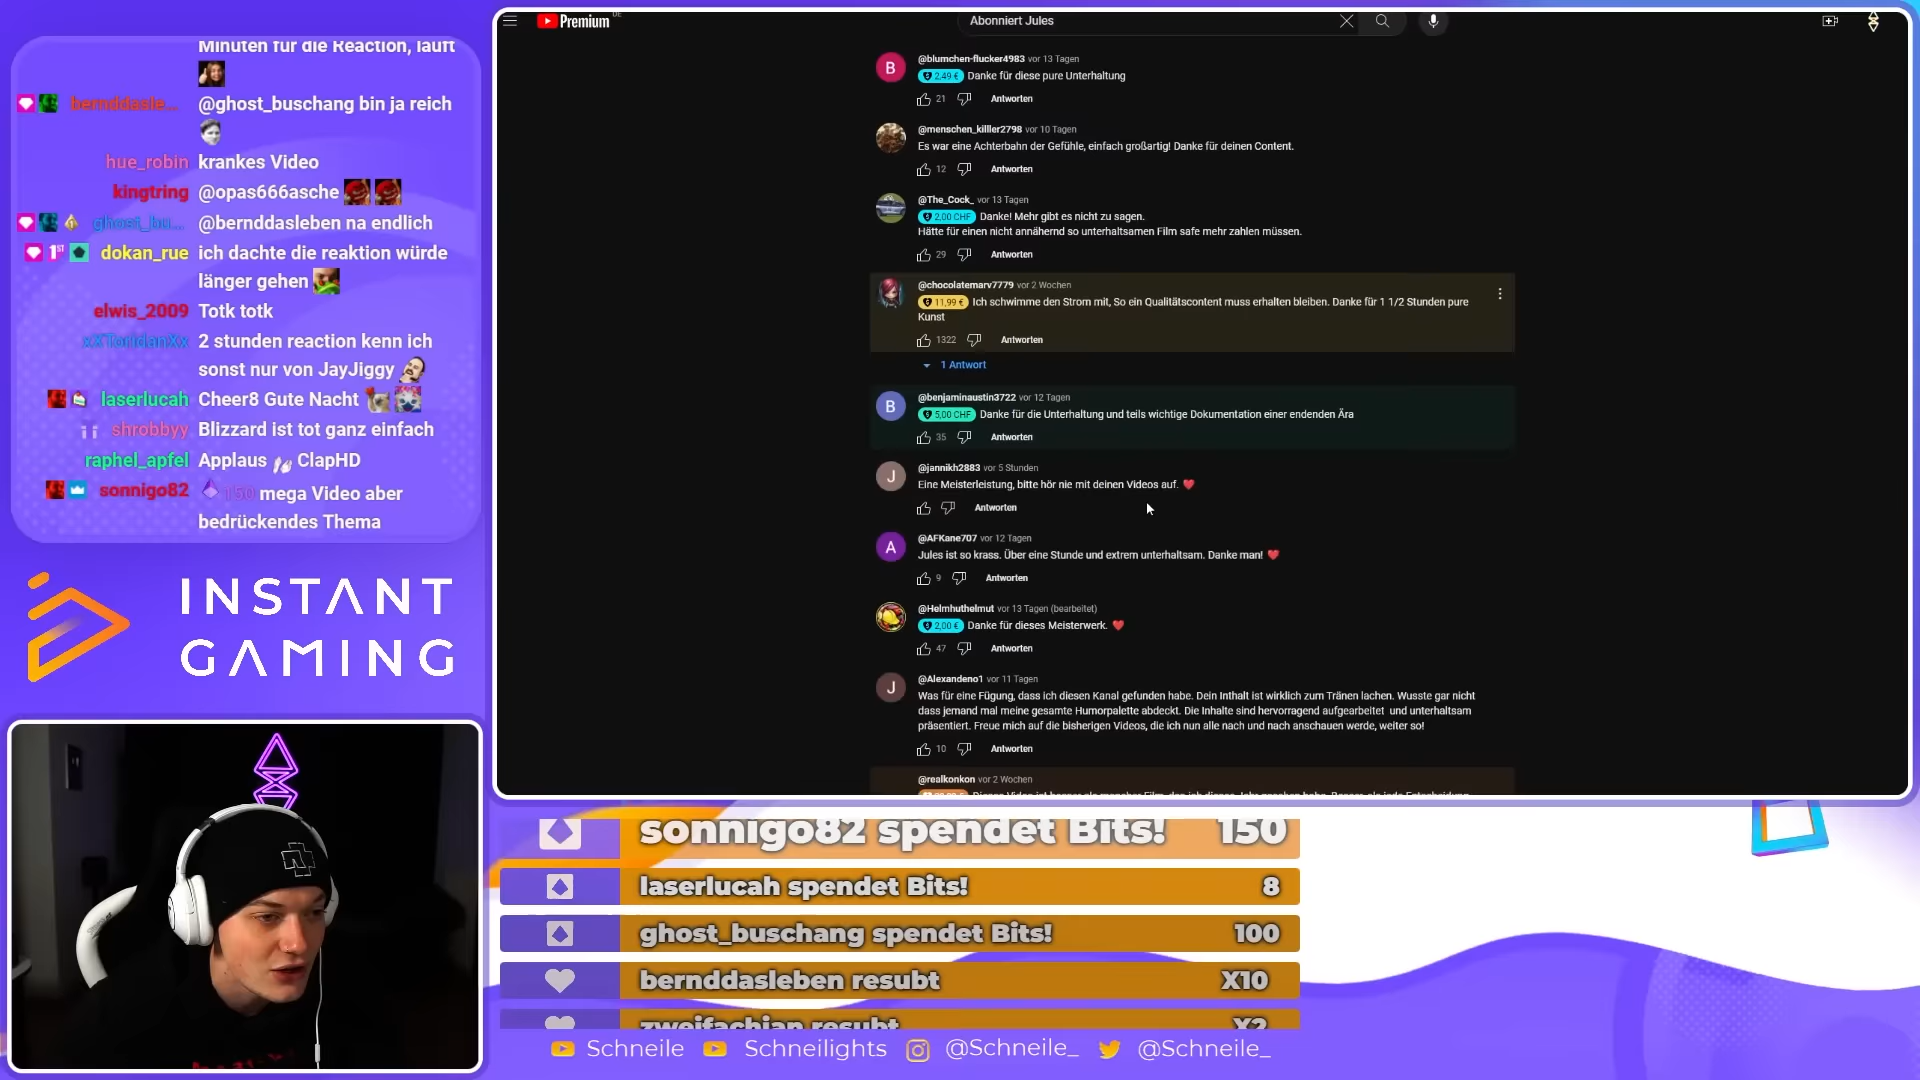 Minuten für die Reaction, läuft
bernddasle... @ghost_buschang bin ja reich
hue_robin krankes Video
kingtring @opas666asche
ghost_bu... @bernddasleben na endlich
1ST dokan_rue ich dachte die reaktion würde
länger gehen
elwis_2009 Totk totk
xXToridanXx 2 stunden reaction kenn ich
sonst nur von JayJiggy
laserlucah Cheer8 Gute Nacht
shrobbyy Blizzard ist tot ganz einfach
raphel_apfel Applaus ClapHD
sonnigo82 150 mega Video aber
bedrückendes Thema
INSTANT
GAMING
Premium DE
Abonniert Jules
@blumchen-flucker4983 vor 13 Tagen
2,49 € Danke für diese pure Unterhaltung
21 Antworten
@menschen_killler2798 vor 10 Tagen
Es war eine Achterbahn der Gefühle, einfach großartig! Danke für deinen Content.
12 Antworten
@The_Cock_ vor 13 Tagen
2,00 CHF Danke! Mehr gibt es nicht zu sagen.
Hätte für einen nicht annähernd so unterhaltsamen Film safe mehr zahlen müssen.
29 Antworten
@chocolatemarv7779 vor 2 Wochen
11,99 € Ich schwimme den Strom mit, So ein Qualitätscontent muss erhalten bleiben. Danke für 1 1/2 Stunden pure
Kunst
1322 Antworten
1 Antwort
B
@benjaminaustin3722 vor 12 Tagen
5,00 CHF Danke für die Unterhaltung und teils wichtige Dokumentation einer endenden Ära
35 Antworten
J
@jannikh2883 vor 5 Stunden
Eine Meisterleistung, bitte hör nie mit deinen Videos auf. ❤
Antworten
A
@AFKane707 vor 12 Tagen
Jules ist so krass. Über eine Stunde und extrem unterhaltsam. Danke man! ❤
9 Antworten
@Helmhuthelmut vor 13 Tagen (bearbeitet)
2,00 € Danke für dieses Meisterwerk. ❤
47 Antworten
J
@Alexandeno1 vor 11 Tagen
Was für eine Fügung, dass ich diesen Kanal gefunden habe. Dein Inthalt ist wirklich zum Tränen lachen. Wusste gar nicht
dass jemand mal meine gesamte Humorpalette abdeckt. Die Inhalte sind hervorragend aufgearbeitet und unterhaltsam
präsentiert. Freue mich auf die bisherigen Videos, die ich nun alle nach und nach anschauen werde, weiter so!
10 Antworten
@realkonkon vor 2 Wochen
sonnigo82 spendet Bits! 150
laserlucah spendet Bits! 8
ghost_buschang spendet Bits! 100
bernddasleben resubt X10
zweifachjan resubt X2
Schneile Schneilights @Schneile_ @Schneile_